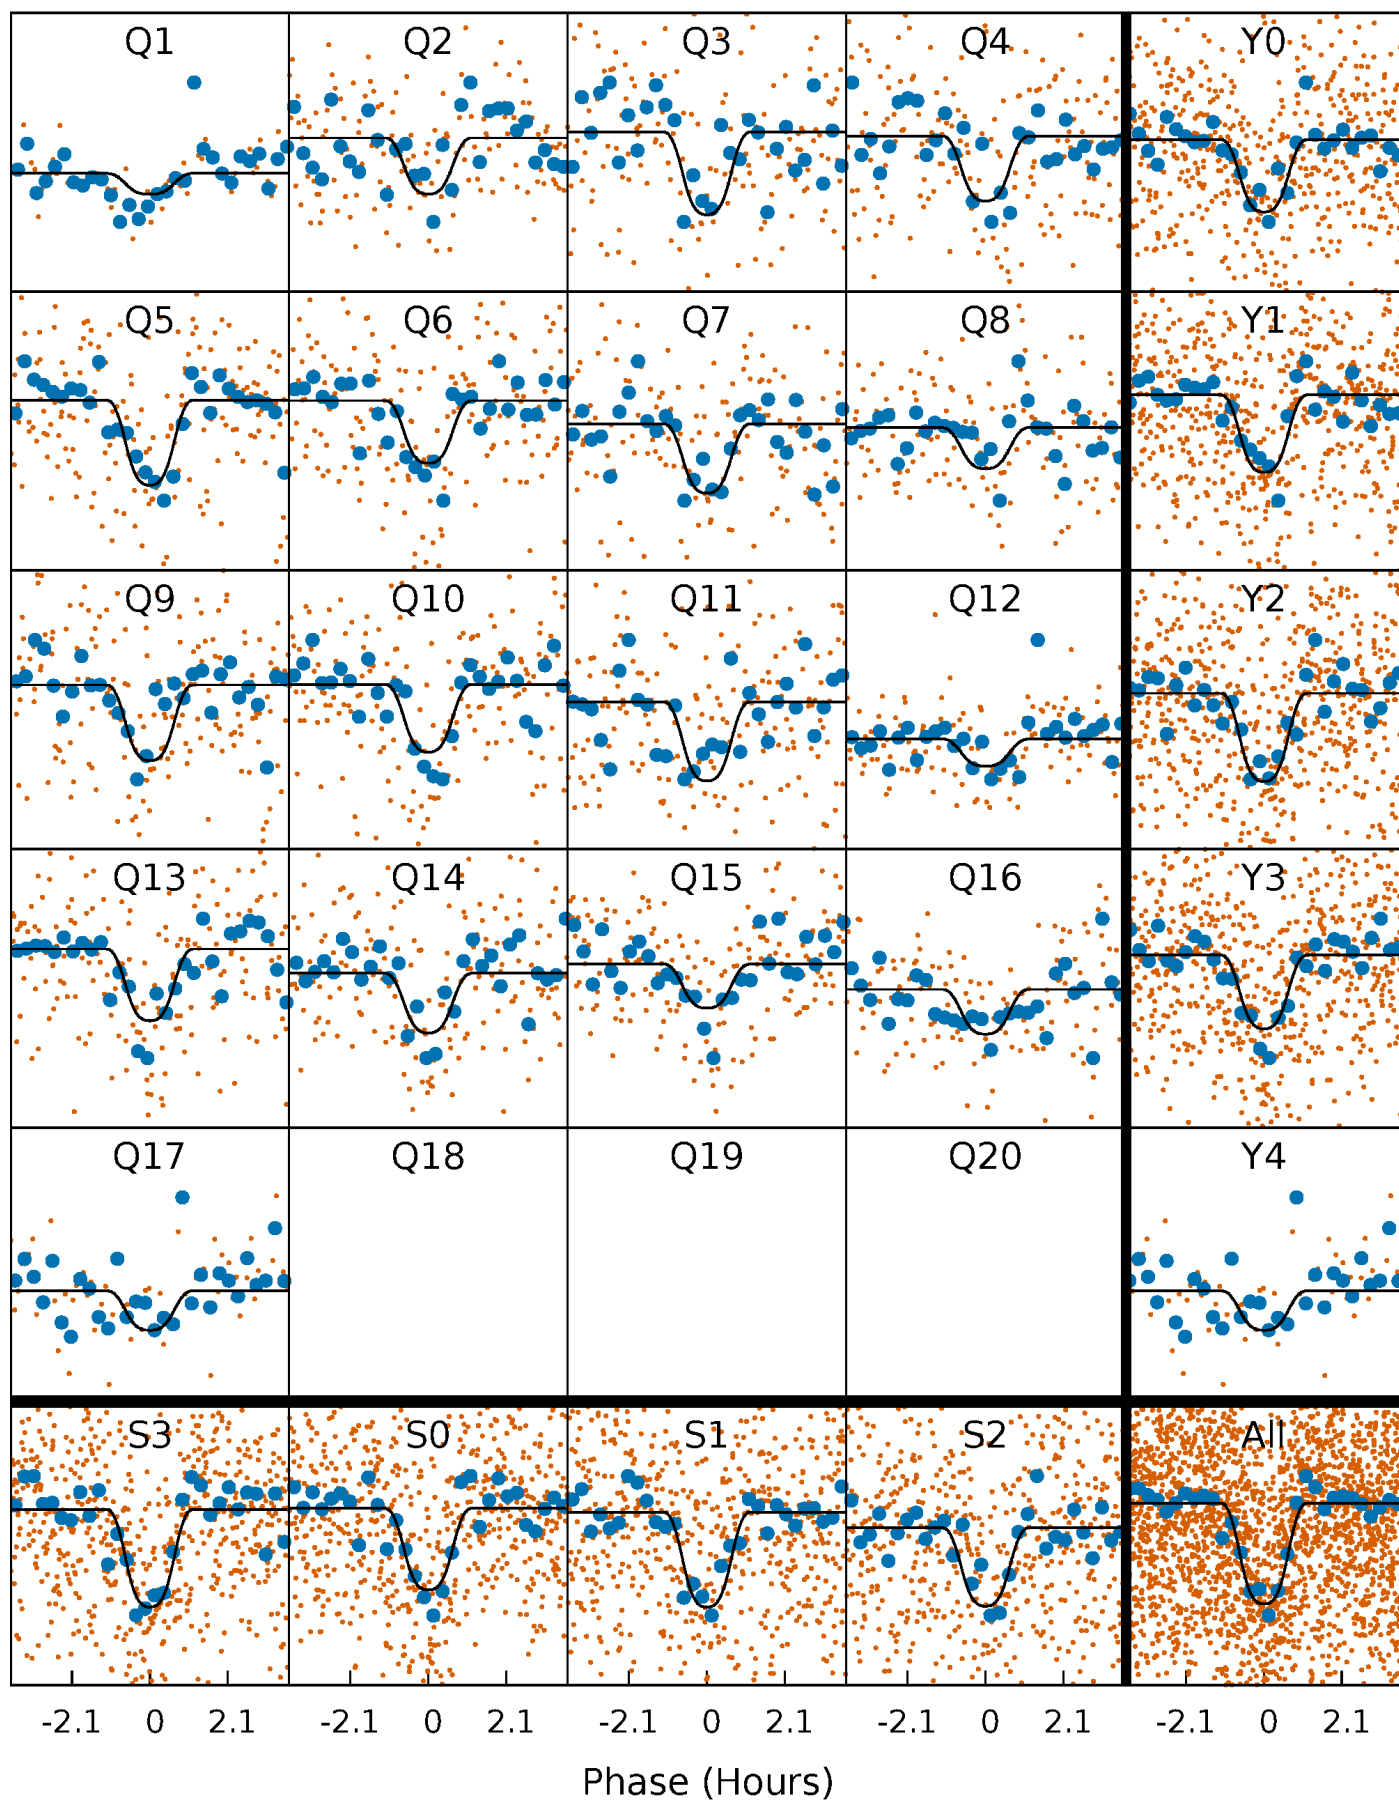 Q1 Q2 Q3 Q4 Y0
Q5 Q6 Q7 Q8 Y1
Q9 Q10 Q11 Q12 Y2
Q13 Q14 Q15 Q16 Y3
Q17 Q18 Q19 Q20 Y4
S3 S0 S1 S2 All
-2.1 0 2.1 -2.1 0 2.1 -2.1 0 2.1 -2.1 0 2.1 -2.1 0 2.1
Phase (Hours)